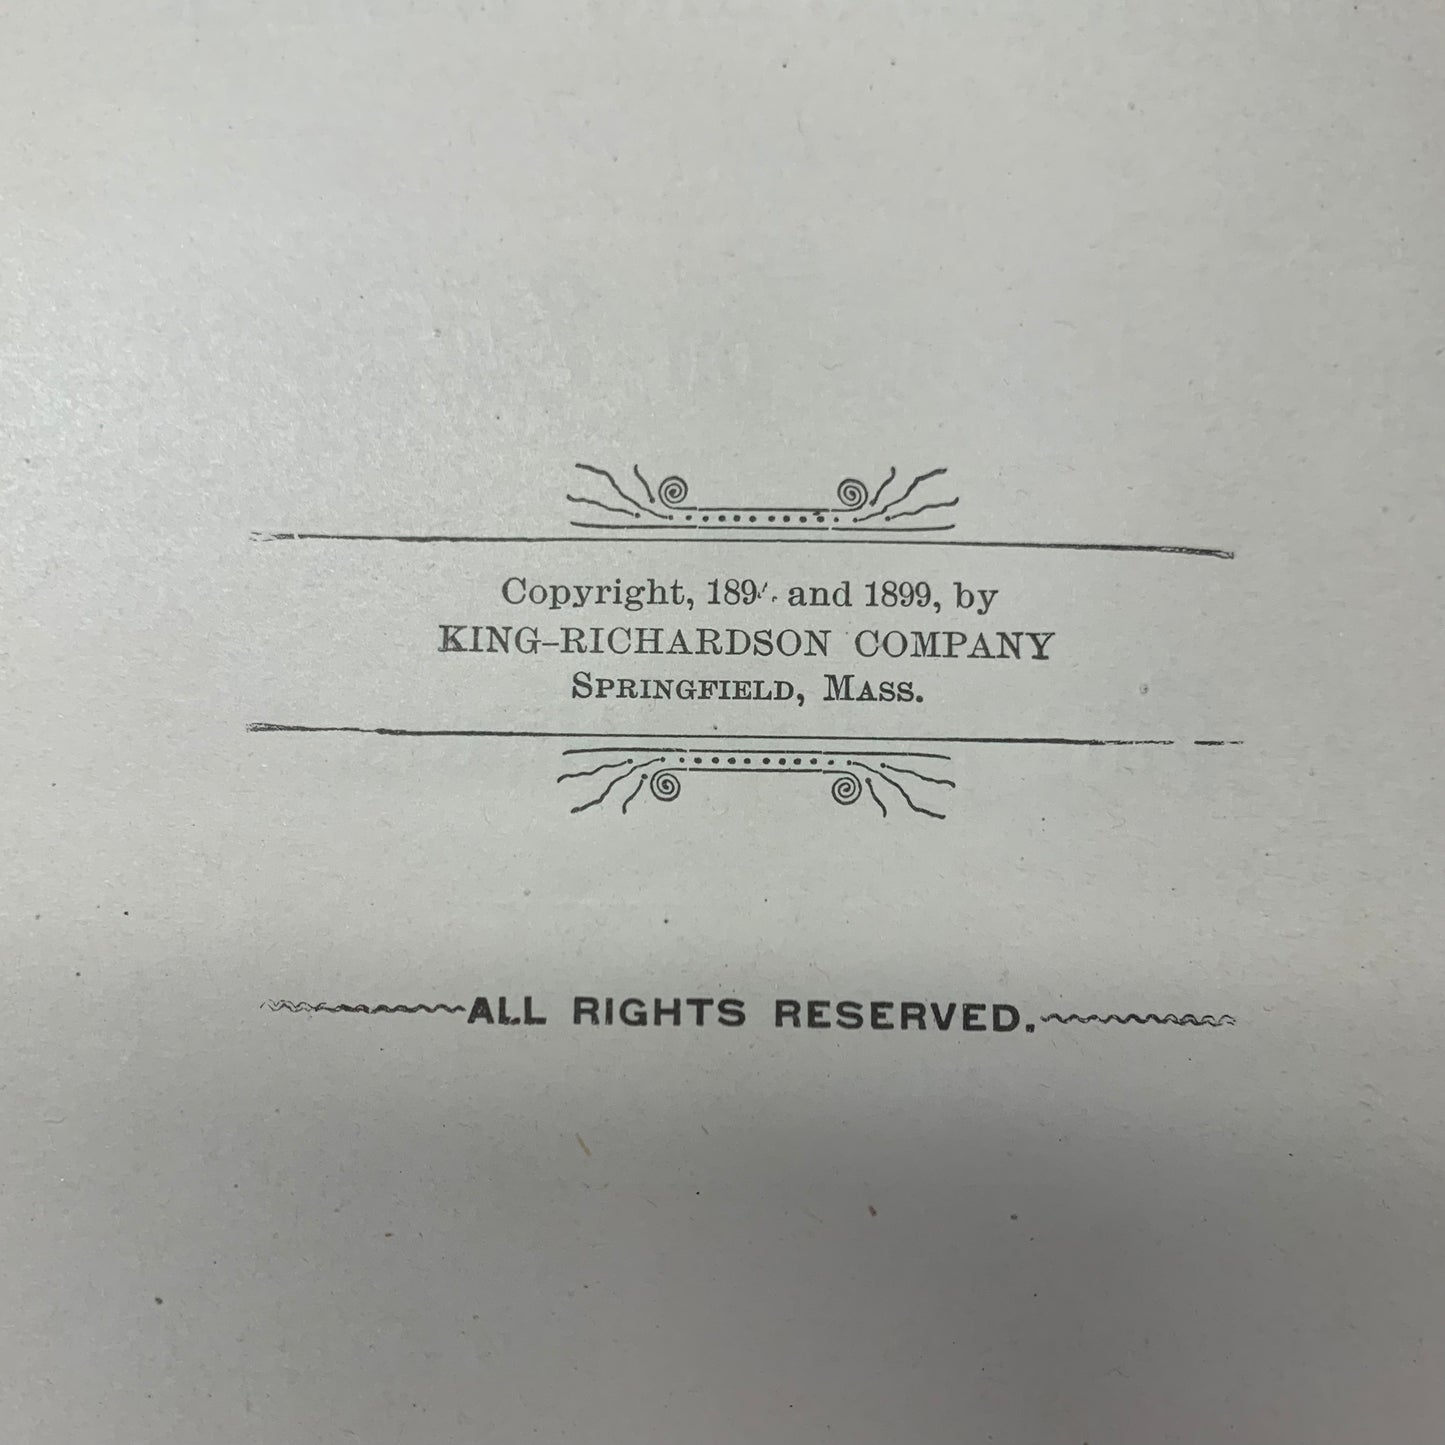 Copyright, and 1899, by
KING-RICHARDSON COMPANY
SPRINGFIELD, MASS.
ALL RIGHTS RESERVED.